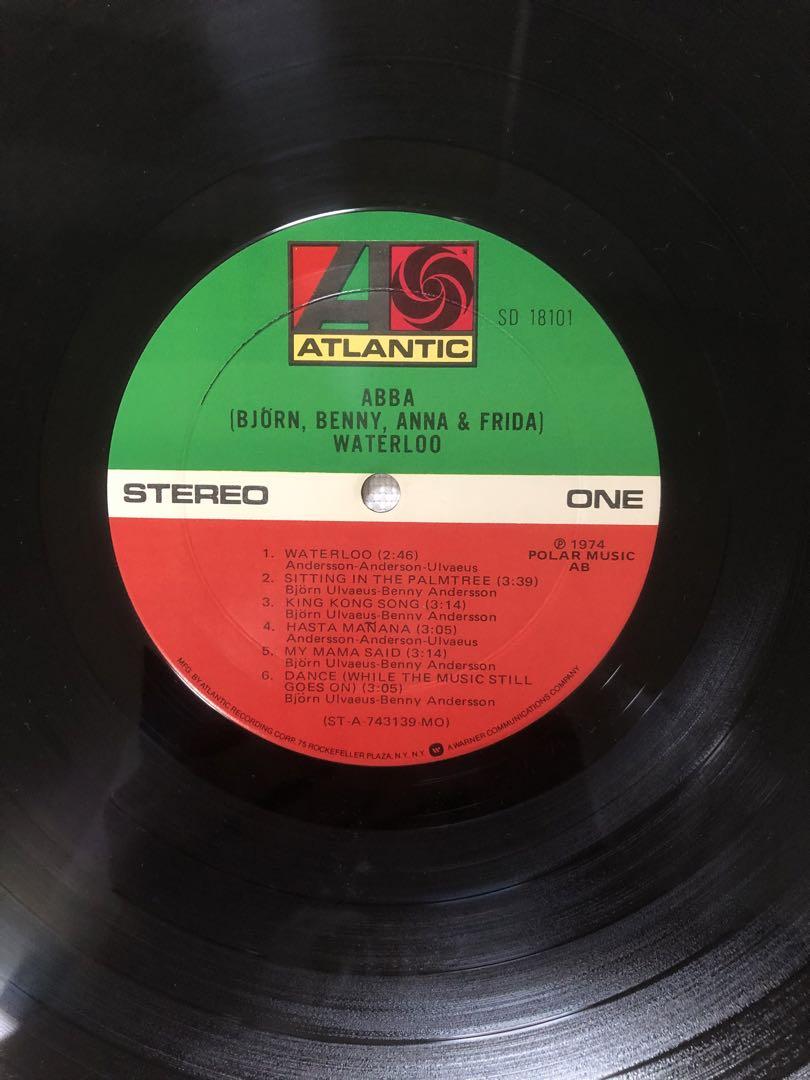 ATLANTIC
SD 18101
ABBA
(BJÖRN, BENNY, ANNA & FRIDA)
WATERLOO
STEREO
ONE
℗ 1974
POLAR MUSIC
AB
1. WATERLOO (2:46)
Andersson-Anderson-Ulvaeus
2. SITTING IN THE PALMTREE (3:39)
Björn Ulvaeus-Benny Andersson
3. KING KONG SONG (3:14)
Björn Ulvaeus-Benny Andersson
4. HASTA MAÑANA (3:05)
Andersson-Anderson-Ulvaeus
5. MY MAMA SAID (3:14)
Björn Ulvaeus-Benny Andersson
6. DANCE (WHILE THE MUSIC STILL
GOES ON) (3:05)
Björn Ulvaeus-Benny Andersson
(ST-A-743139-MO)
MFG. BY ATLANTIC RECORDING CORP. 75 ROCKEFELLER PLAZA, N.Y. N.Y. W A WARNER COMMUNICATIONS COMPANY